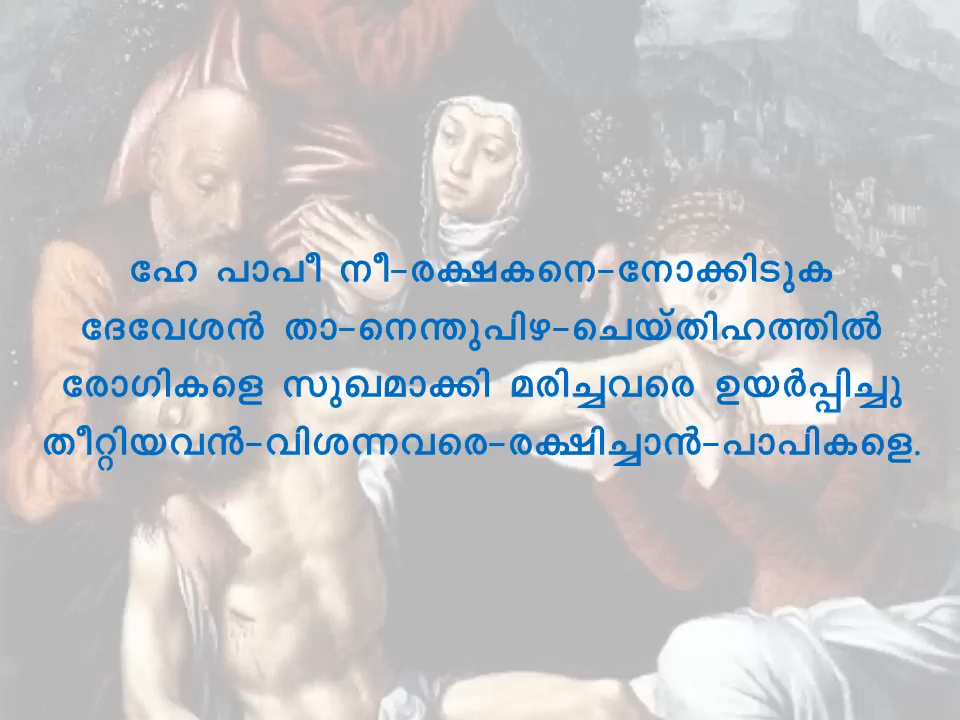 ഹേ പാപീ നീ-രക്ഷകനെ-നോക്കിടുക
ദേവേശൻ താ-നെന്തുപിഴ-ചെയ്തിഹത്തിൽ
രോഗികളെ സുഖമാക്കി മരിച്ചവരെ ഉയർപ്പിച്ചു
തീറ്റിയവൻ-വിശന്നവരെ-രക്ഷിച്ചാൻ-പാപികളെ.